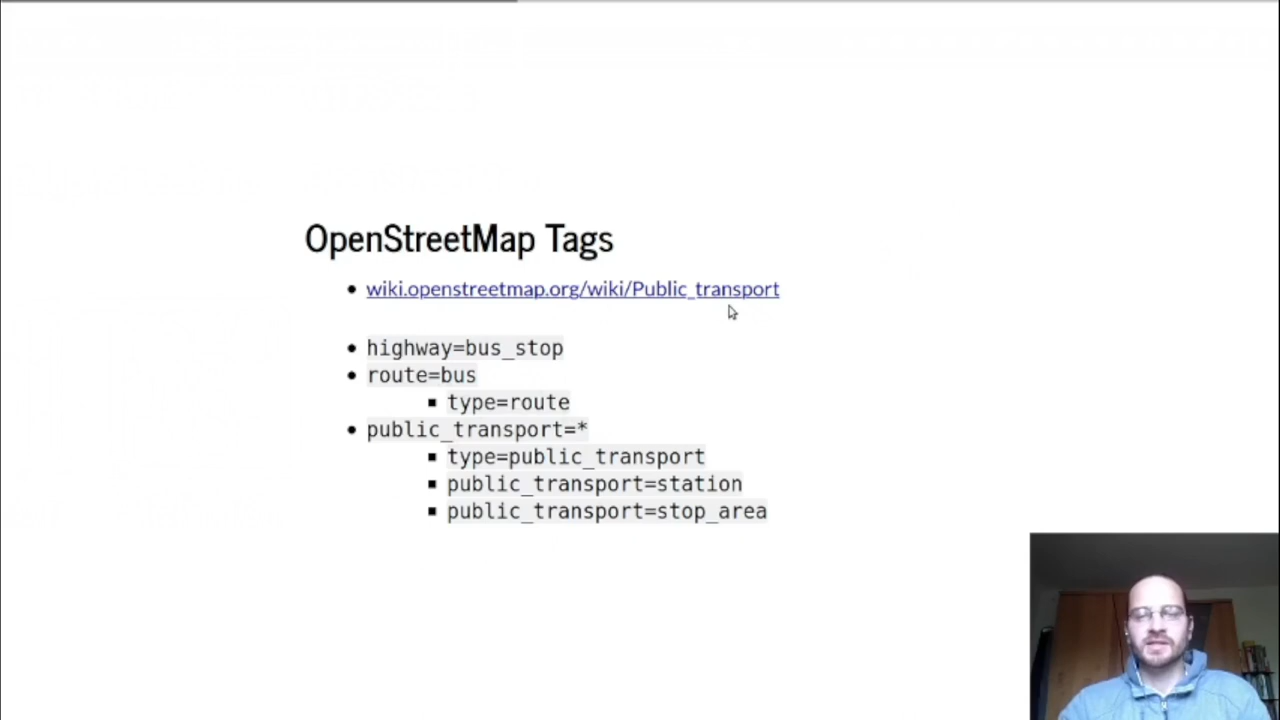 OpenStreetMap Tags
wiki.openstreetmap.org/wiki/Public_transport
highway=bus_stop
route=bus
type=route
public_transport=*
type=public_transport
public_transport=station
public_transport=stop_area